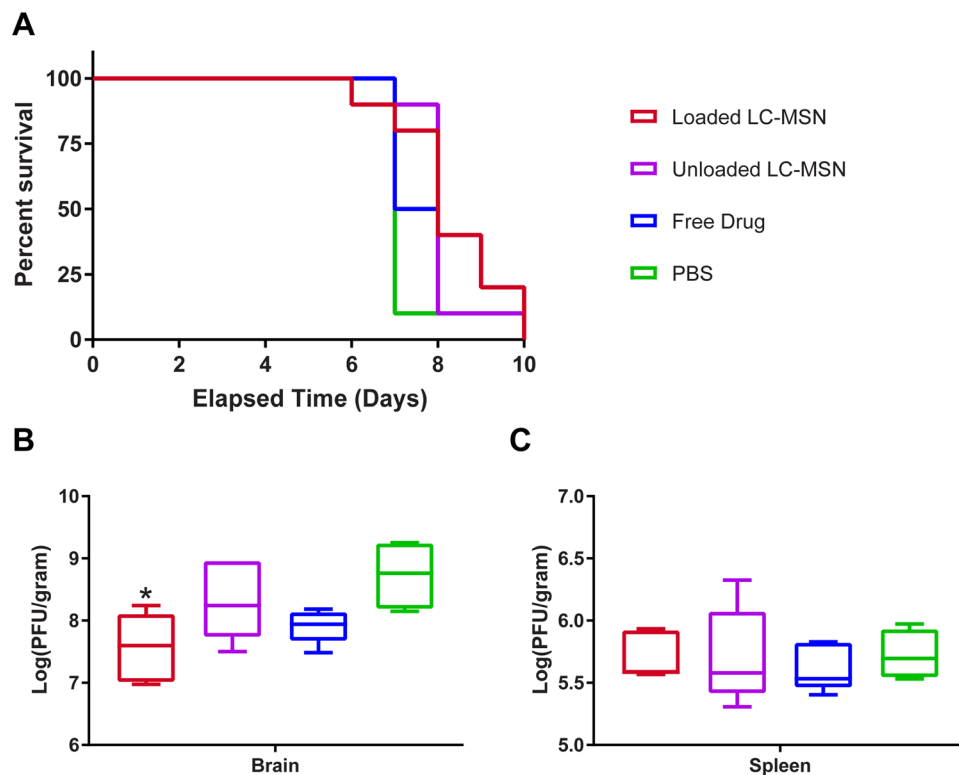 A
Percent survival
100
75
50
25
0
0 2 4 6 8 10
Elapsed Time (Days)
Loaded LC-MSN
Unloaded LC-MSN
Free Drug
PBS
B
Log(PFU/gram)
10
9
8
7
6
*
Brain
C
Log(PFU/gram)
7.0
6.5
6.0
5.5
5.0
Spleen